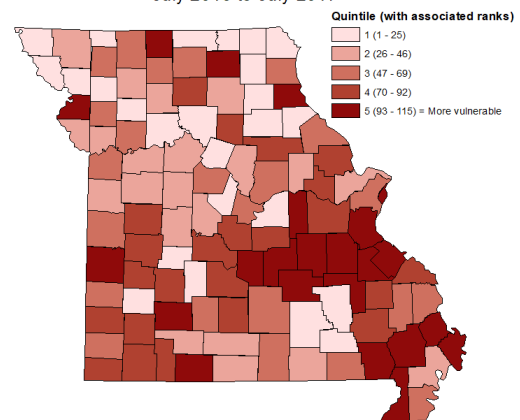 Quintile (with associated ranks)
1 (1 - 25)
2 (26 - 46)
3 (47 - 69)
4 (70 - 92)
5 (93 - 115) = More vulnerable